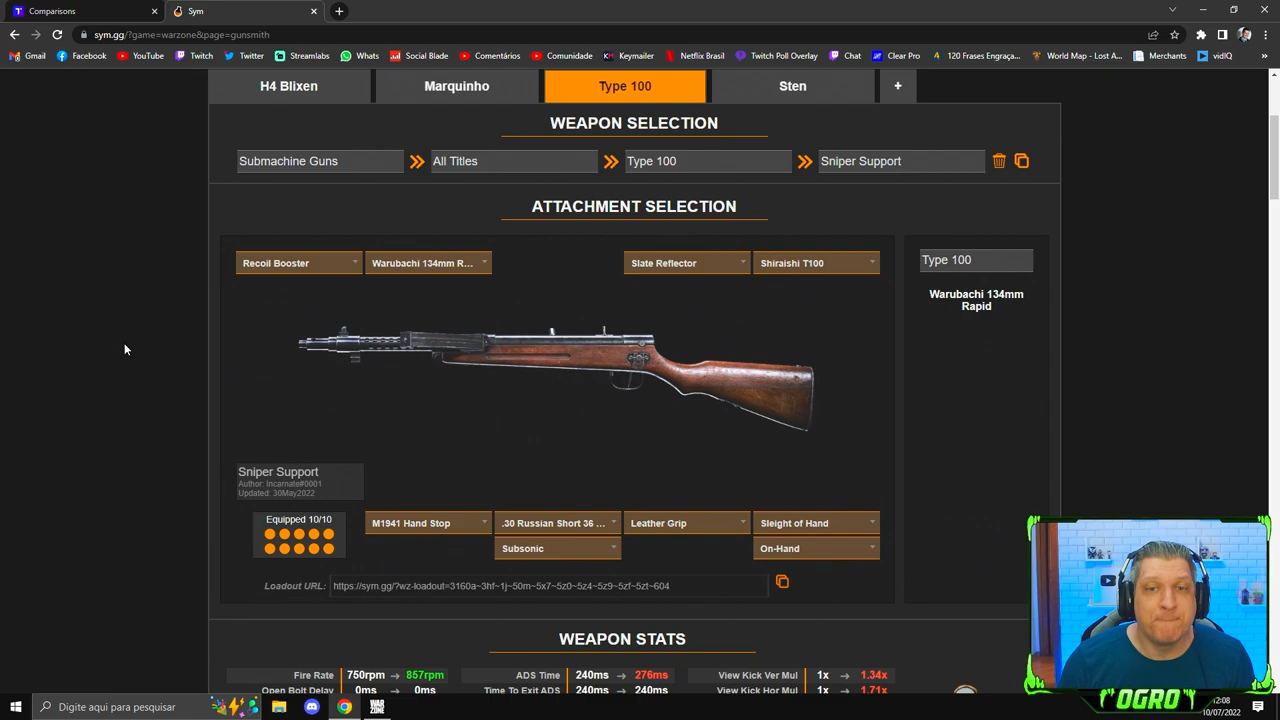 Comparisons
Sym
sym.gg/?game=warzone&page=gunsmith
Gmail
Facebook
YouTube
Twitch
Twitter
Streamlabs
Whats
Social Blade
Comentários
Comunidade
Keymailer
Netflix Brasil
Twitch Poll Overlay
Chat
Clear Pro
120 Frases Engraça...
World Map - Lost A...
Merchants
vidIQ
H4 Blixen
Marquinho
Type 100
Sten
+
WEAPON SELECTION
Submachine Guns
All Titles
Type 100
Sniper Support
ATTACHMENT SELECTION
Recoil Booster
Warubachi 134mm R...
Slate Reflector
Shiraishi T100
Type 100
Warubachi 134mm
Rapid
Sniper Support
Author: Incarnate#0001
Updated: 30May2022
Equipped 10/10
M1941 Hand Stop
.30 Russian Short 36 ...
Leather Grip
Sleight of Hand
Subsonic
On-Hand
Loadout URL:
https://sym.gg/?wz-loadout=3160a~3hf~1j~50m~5x7~5z0~5z4~5z9~5zf~5zt~604
WEAPON STATS
Fire Rate 750rpm → 857rpm
ADS Time 240ms → 276ms
View Kick Ver Mul 1x → 1.34x
Open Bolt Delay 0ms → 0ms
Time To Exit ADS 240ms → 240ms
View Kick Hor Mul 1x → 1.71x
OGRO
Digite aqui para pesquisar
WAR
ZONE
12:08
10/07/2022